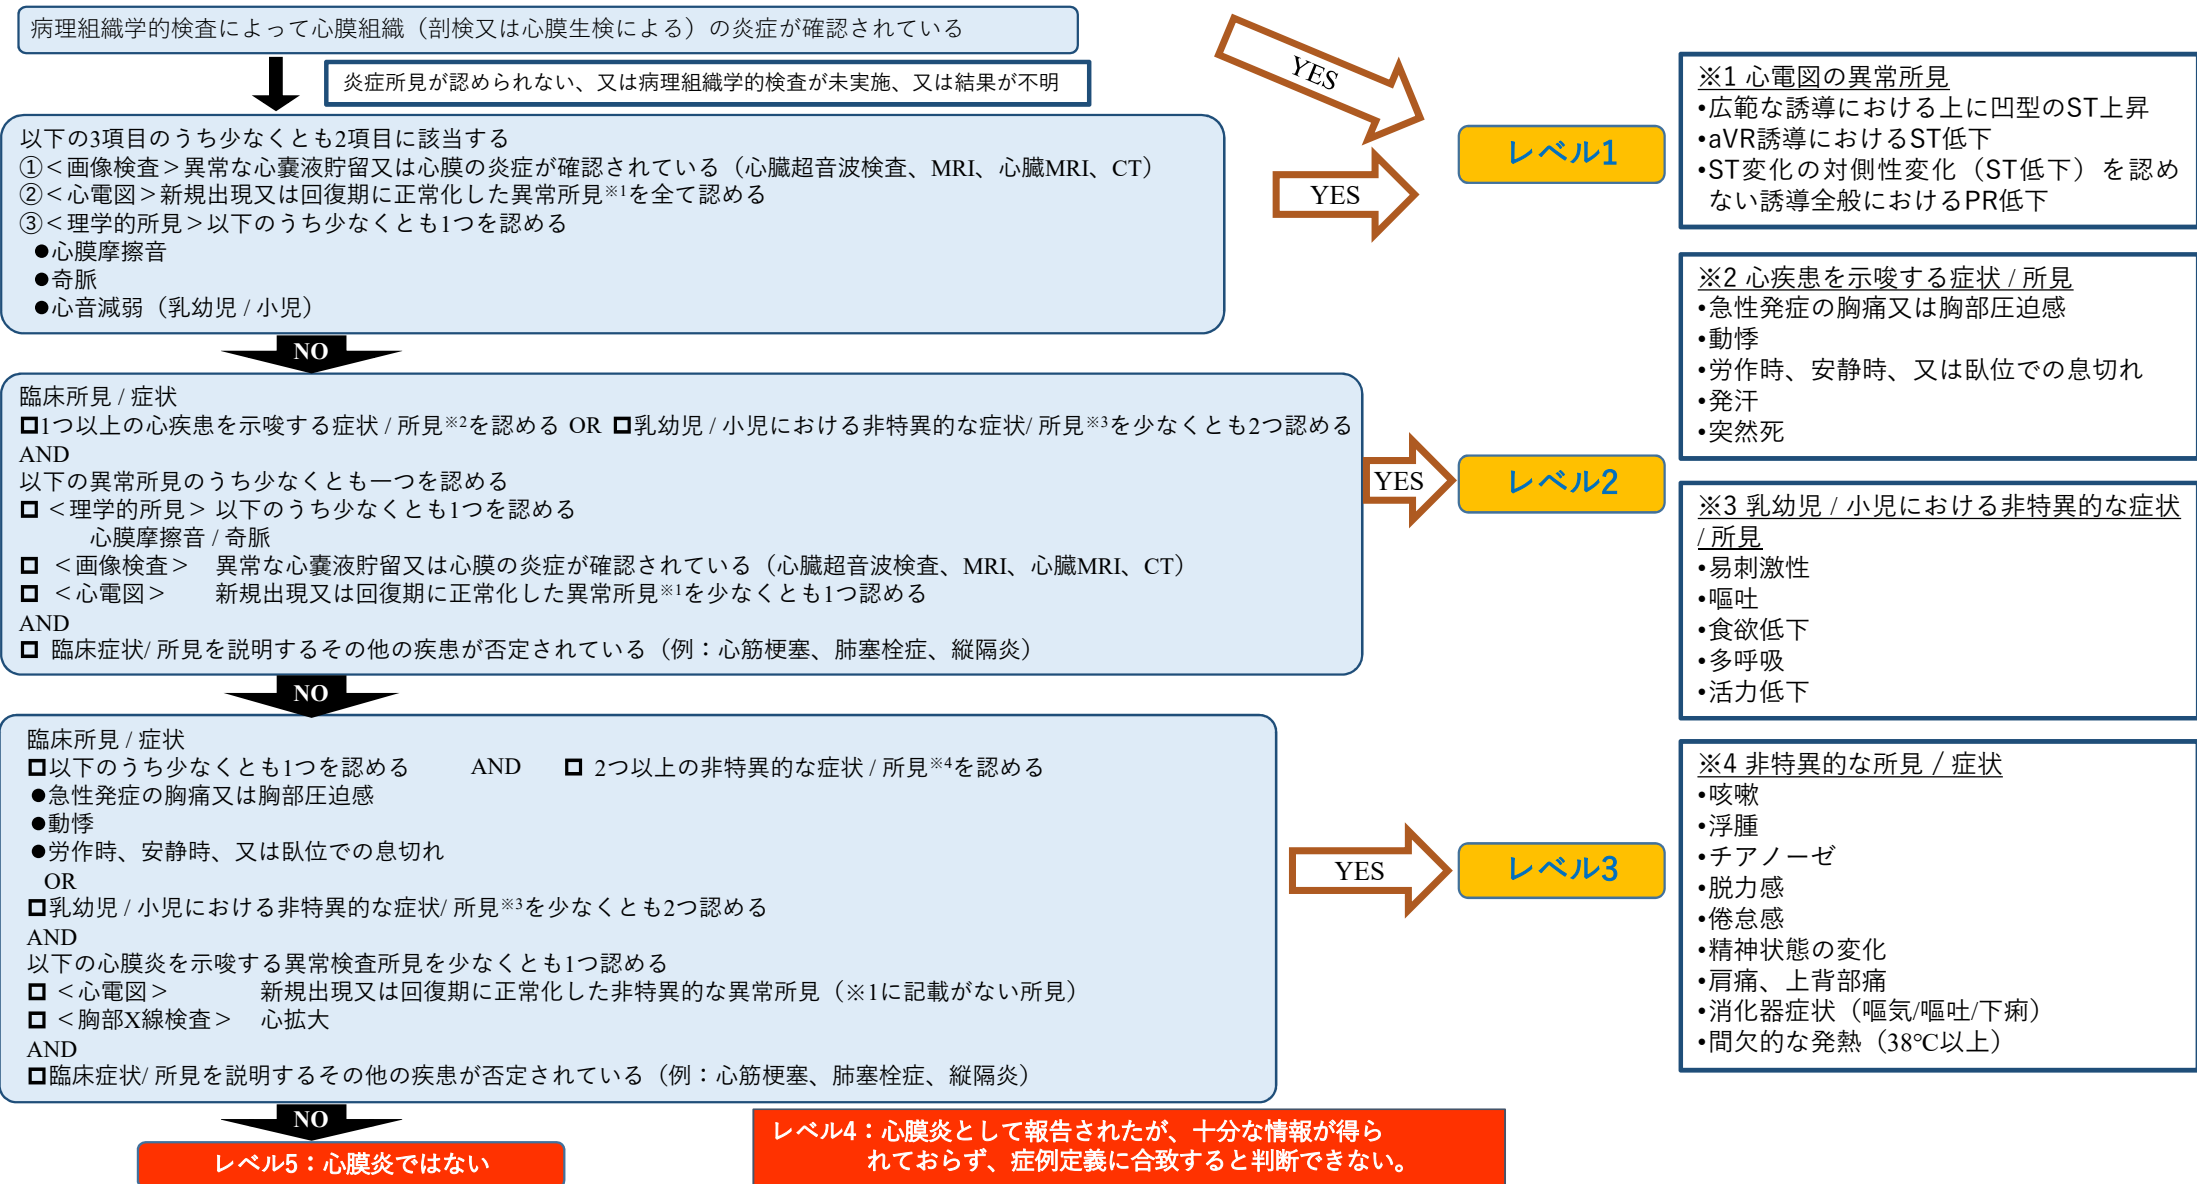 病理組織学的検査によって心膜組織（剖検又は心膜生検による）の炎症が確認されている
炎症所見が認められない、又は病理組織学的検査が未実施、又は結果が不明
YES
以下の3項目のうち少なくとも2項目に該当する
①＜画像検査＞異常な心嚢液貯留又は心膜の炎症が確認されている（心臓超音波検査、MRI、心臓MRI、CT）
②＜心電図＞新規出現又は回復期に正常化した異常所見※1を全て認める
③＜理学的所見＞以下のうち少なくとも1つを認める
●心膜摩擦音
●奇脈
●心音減弱（乳幼児 / 小児）
YES
レベル1
NO
臨床所見 / 症状
□1つ以上の心疾患を示唆する症状 / 所見※2を認める OR □乳幼児 / 小児における非特異的な症状/ 所見※3を少なくとも2つ認める
AND
以下の異常所見のうち少なくとも一つを認める
□ ＜理学的所見＞ 以下のうち少なくとも1つを認める
心膜摩擦音 / 奇脈
□ ＜画像検査＞ 異常な心嚢液貯留又は心膜の炎症が確認されている（心臓超音波検査、MRI、心臓MRI、CT）
□ ＜心電図＞ 新規出現又は回復期に正常化した異常所見※1を少なくとも1つ認める
AND
□ 臨床症状/ 所見を説明するその他の疾患が否定されている（例：心筋梗塞、肺塞栓症、縦隔炎）
YES
レベル2
NO
臨床所見 / 症状
□以下のうち少なくとも1つを認める AND □ 2つ以上の非特異的な症状 / 所見※4を認める
●急性発症の胸痛又は胸部圧迫感
●動悸
●労作時、安静時、又は臥位での息切れ
OR
□乳幼児 / 小児における非特異的な症状/ 所見※3を少なくとも2つ認める
AND
以下の心膜炎を示唆する異常検査所見を少なくとも1つ認める
□ ＜心電図＞ 新規出現又は回復期に正常化した非特異的な異常所見（※1に記載がない所見）
□ ＜胸部X線検査＞ 心拡大
AND
□臨床症状/ 所見を説明するその他の疾患が否定されている（例：心筋梗塞、肺塞栓症、縦隔炎）
YES
レベル3
NO
レベル5：心膜炎ではない
レベル4：心膜炎として報告されたが、十分な情報が得ら
れておらず、症例定義に合致すると判断できない。
※1 心電図の異常所見
•広範な誘導における上に凹型のST上昇
•aVR誘導におけるST低下
•ST変化の対側性変化（ST低下）を認め
ない誘導全般におけるPR低下
※2 心疾患を示唆する症状 / 所見
•急性発症の胸痛又は胸部圧迫感
•動悸
•労作時、安静時、又は臥位での息切れ
•発汗
•突然死
※3 乳幼児 / 小児における非特異的な症状
/ 所見
•易刺激性
•嘔吐
•食欲低下
•多呼吸
•活力低下
※4 非特異的な所見 / 症状
•咳嗽
•浮腫
•チアノーゼ
•脱力感
•倦怠感
•精神状態の変化
•肩痛、上背部痛
•消化器症状（嘔気/嘔吐/下痢）
•間欠的な発熱（38℃以上）